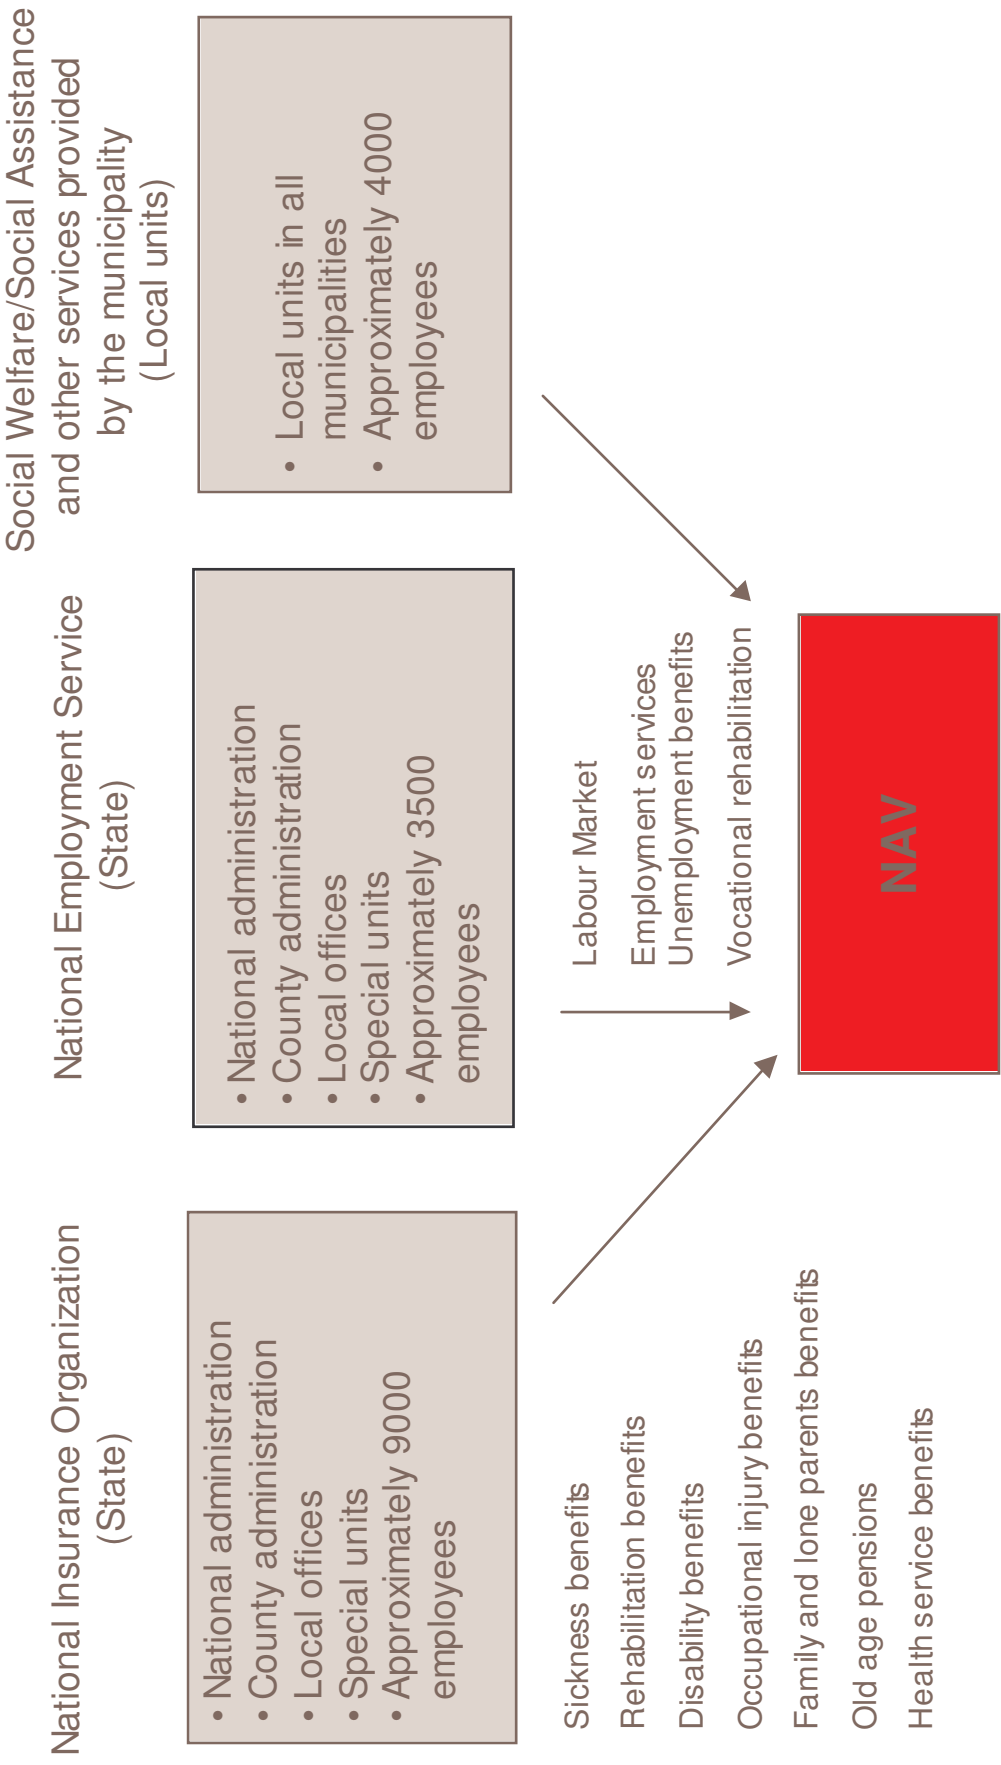 National Insurance Organization
(State)
• National administration
• County administration
• Local offices
• Special units
• Approximately 9000
employees
Sickness benefits
Rehabilitation benefits
Disability benefits
Occupational injury benefits
Family and lone parents benefits
Old age pensions
Health service benefits
National Employment Service
(State)
• National administration
• County administration
• Local offices
• Special units
• Approximately 3500
employees
Labour Market
Employment services
Unemployment benefits
Vocational rehabilitation
Social Welfare/Social Assistance
and other services provided
by the municipality
(Local units)
• Local units in all
municipalities
• Approximately 4000
employees
NAV